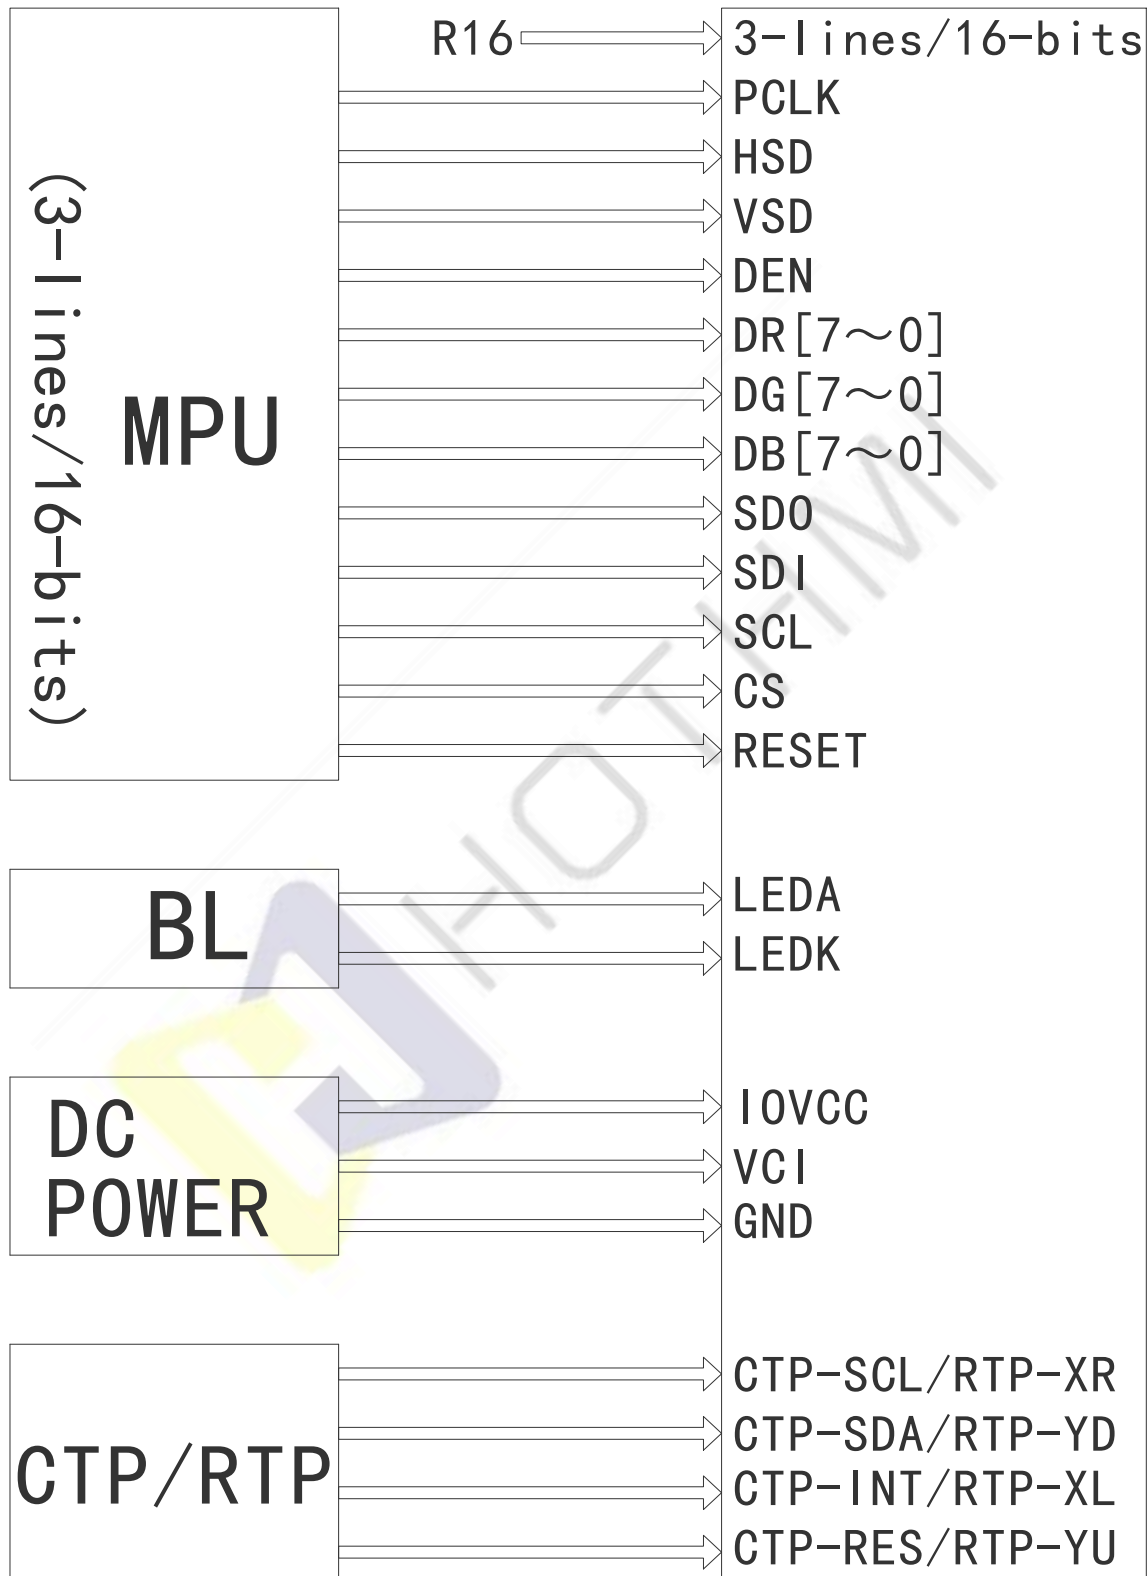 R16 3-lines/16-bits
PCLK
HSD
VSD
DEN
DR[7～0]
DG[7～0]
DB[7～0]
SDO
SDI
SCL
CS
RESET
(3-lines/16-bits)
MPU
BL
LEDA
LEDK
DC
POWER
IOVCC
VCI
GND
CTP/RTP
CTP-SCL/RTP-XR
CTP-SDA/RTP-YD
CTP-INT/RTP-XL
CTP-RES/RTP-YU
HOTHMI